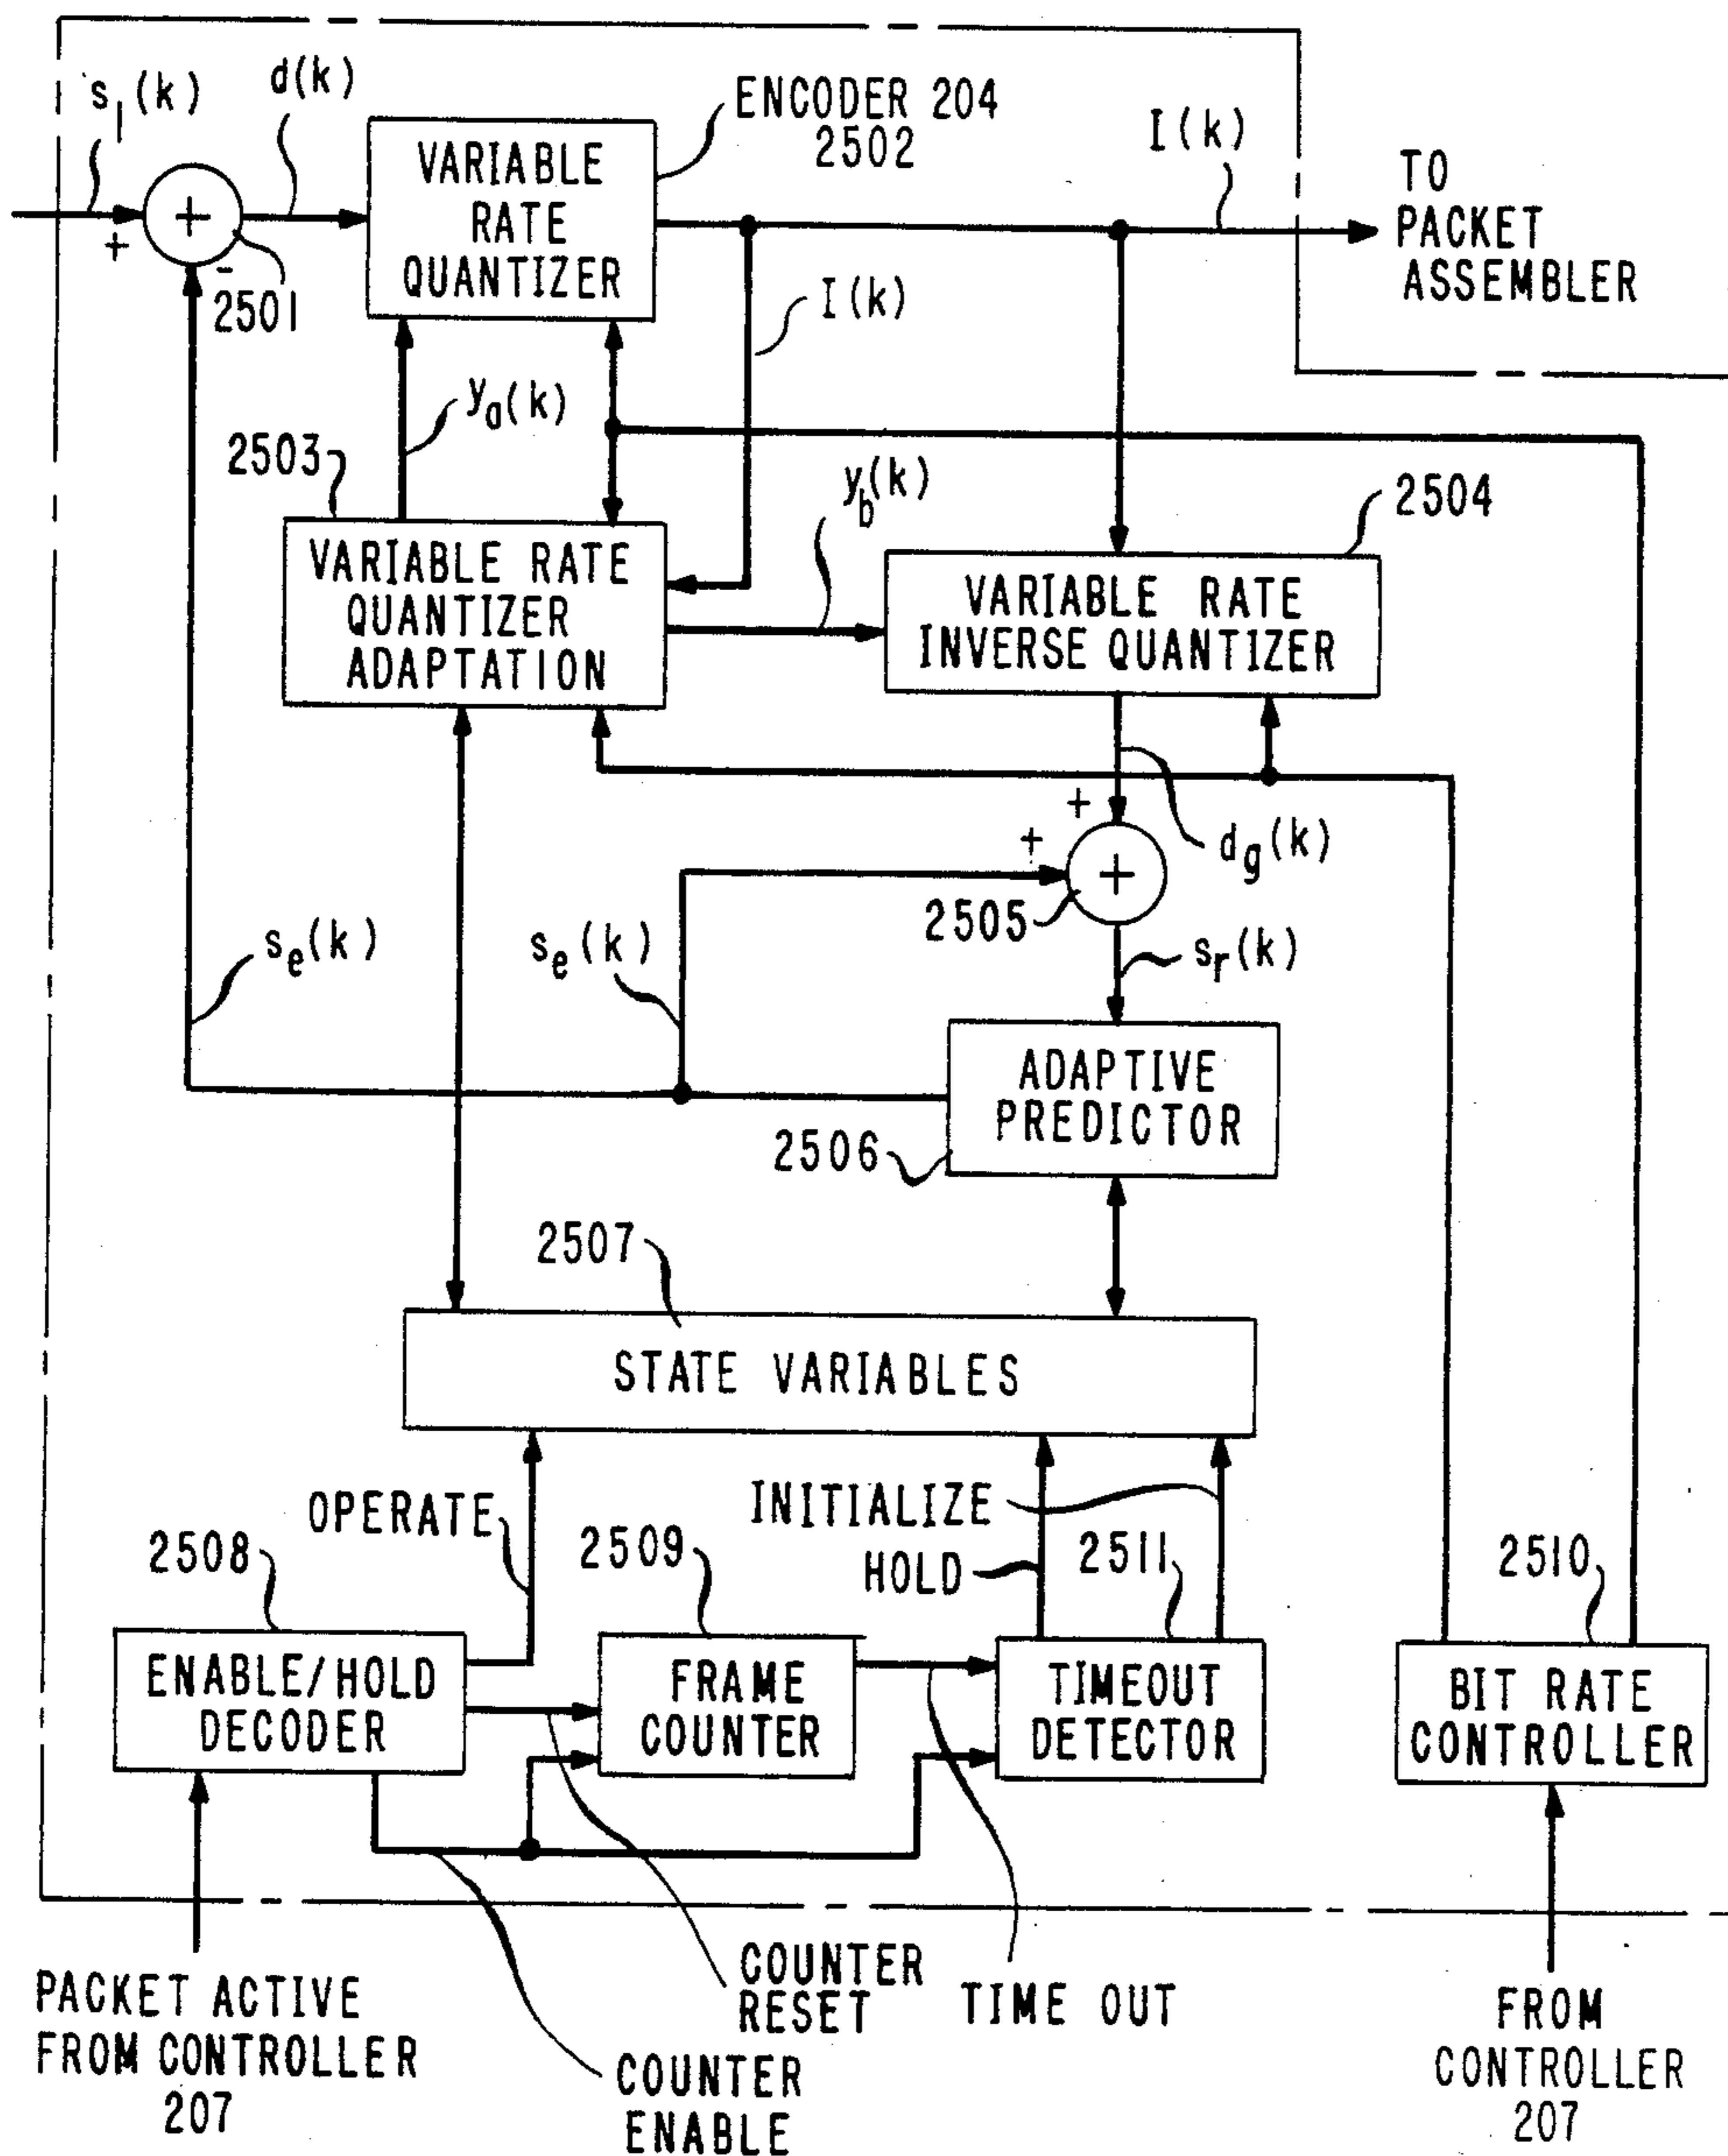 s_l(k)
d(k)
ENCODER 204
2502
I(k)
TO
PACKET
ASSEMBLER
VARIABLE
RATE
QUANTIZER
+
+
-
2501
I(k)
y_a(k)
2503
y_b(k)
2504
VARIABLE RATE
QUANTIZER
ADAPTATION
VARIABLE RATE
INVERSE QUANTIZER
+
+
+
d_g(k)
2505
s_e(k)
s_e(k)
s_r(k)
ADAPTIVE
PREDICTOR
2506
2507
STATE VARIABLES
OPERATE
INITIALIZE
HOLD
2508
2509
2511
2510
ENABLE/HOLD
DECODER
FRAME
COUNTER
TIMEOUT
DETECTOR
BIT RATE
CONTROLLER
PACKET ACTIVE
FROM CONTROLLER
207
COUNTER
RESET
TIME OUT
COUNTER
ENABLE
FROM
CONTROLLER
207